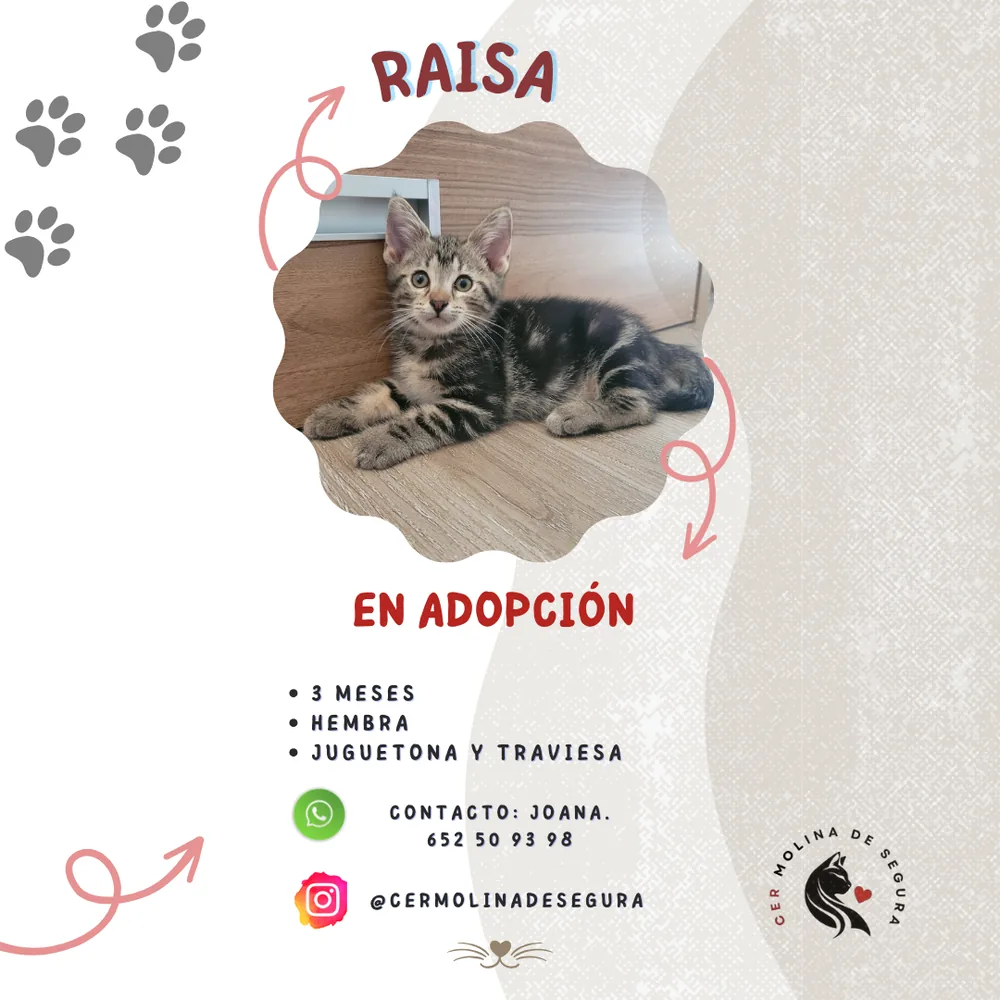 RAISA
EN ADOPCIÓN
• 3 MESES
• HEMBRA
• JUGUETONA Y TRAVIESA
CONTACTO: JOANA.
652 50 93 98
@CERMOLINADESEGURA
CER MOLINA DE SEGURA